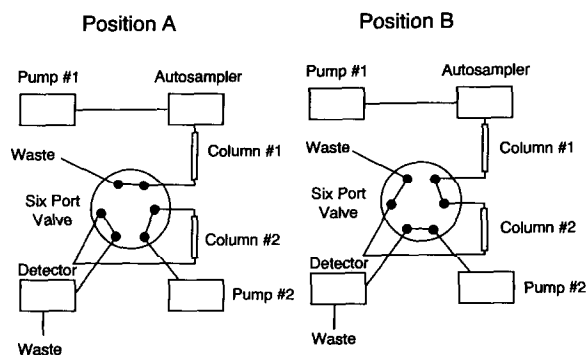 Position A
Pump #1
Autosampler
Column #1
Waste
Six Port
Valve
Column #2
Detector
Pump #2
Waste
Position B
Pump #1
Autosampler
Column #1
Waste
Six Port
Valve
Column #2
Detector
Pump #2
Waste